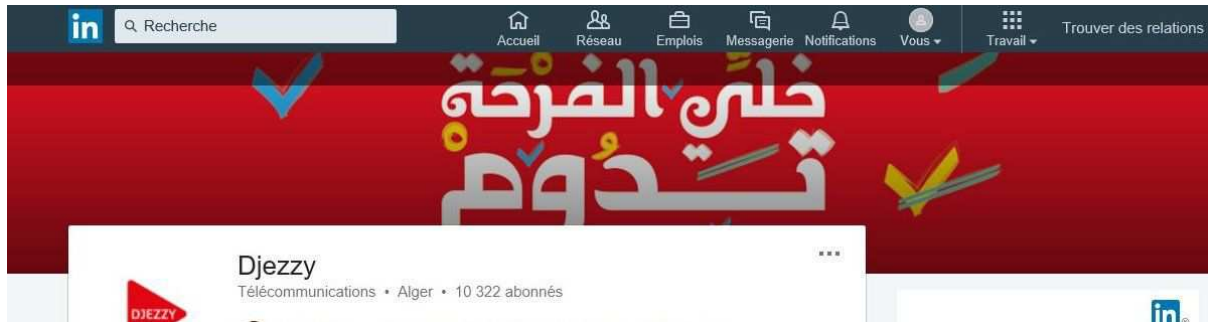 in Recherche Accueil Réseau Emplois Messagerie Notifications Vous Travail Trouver des relations
خلّي الفرحة
تدوم
Djezzy
Télécommunications • Alger • 10 322 abonnés
DJEZZY
in